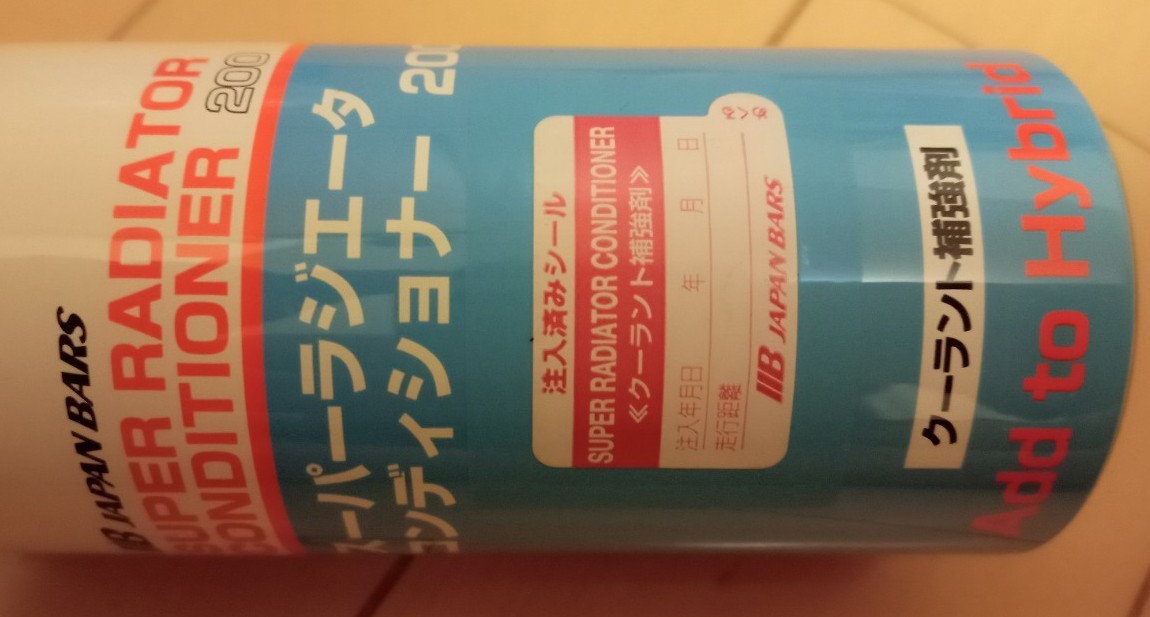 JAPAN BARS
SUPER RADIATOR
CONDITIONER 200
スーパーラジエータ
コンディショナー 200
注入済みシール
SUPER RADIATOR CONDITIONER
≪クーラント補強剤≫
めくる
注入年月日 年 月 日
走行距離
JAPAN BARS
クーラント補強剤
Add to Hybrid